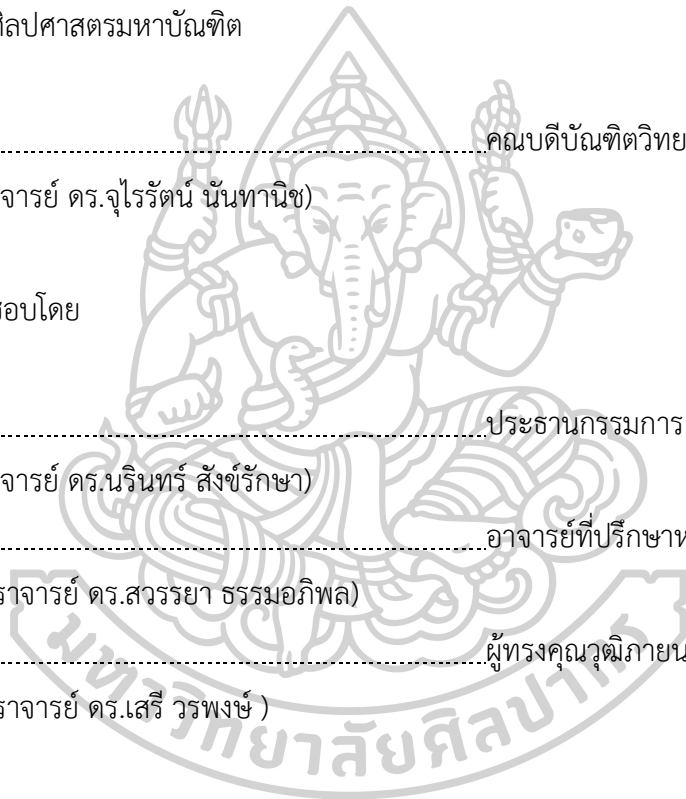 ศิลปศาสตรมหาบัณฑิต
คณบดีบัณฑิตวิทย
จารย์ ดร.จุไรรัตน์ นันทานิช)
สอบโดย
ประธานกรรมการ
จารย์ ดร.นรินทร์ สังข์รักษา)
อาจารย์ที่ปรึกษาห
ราจารย์ ดร.สวรรยา ธรรมอภิพล)
ผู้ทรงคุณวุฒิภายน
ราจารย์ ดร.เสรี วรพงษ์ )
มหาวิทยาลัยศิลปากร